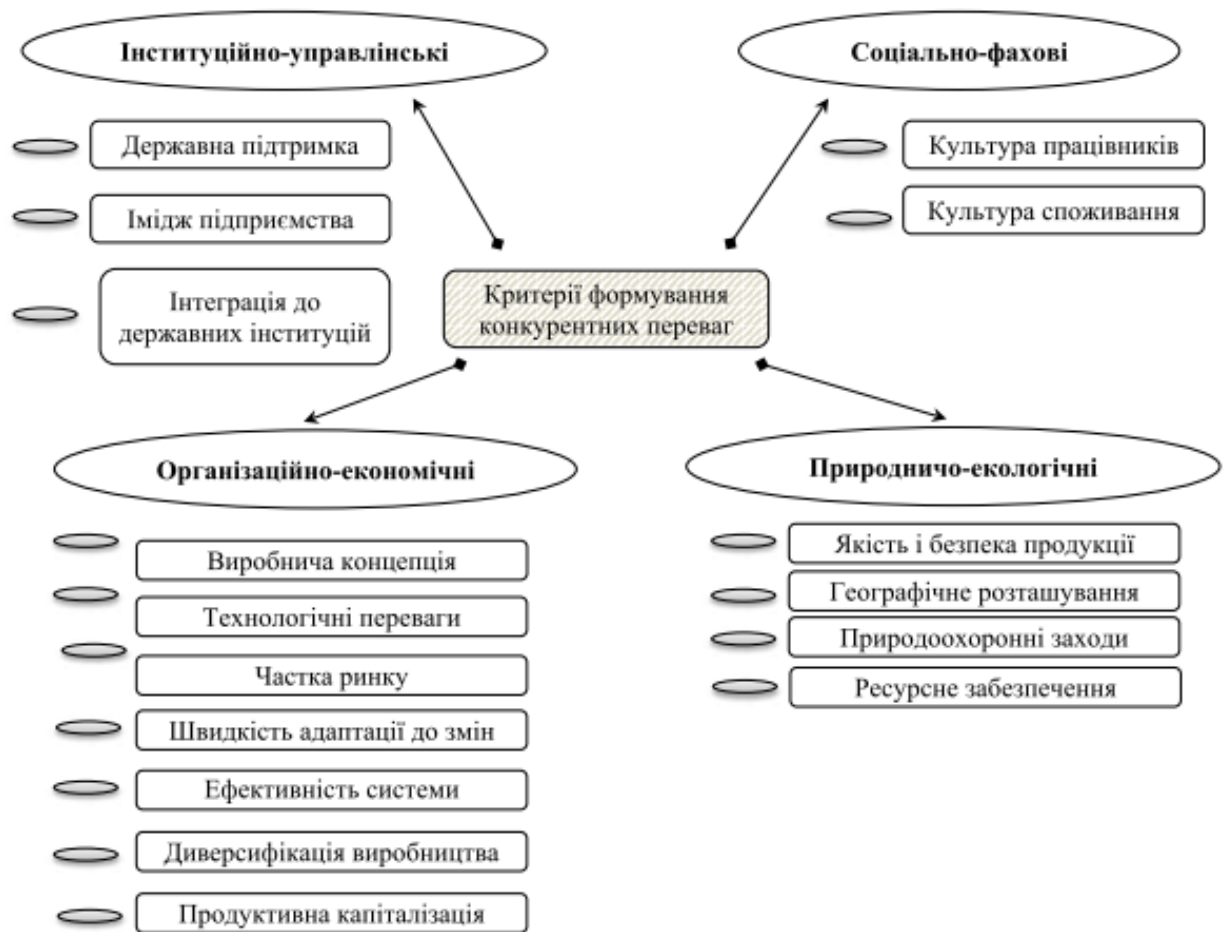 Інституційно-управлінські
Державна підтримка
Імідж підприємства
Інтеграція до
державних інституцій
Соціально-фахові
Культура працівників
Культура споживання
Критерії формування
конкурентних переваг
Організаційно-економічні
Виробнича концепція
Технологічні переваги
Частка ринку
Швидкість адаптації до змін
Ефективність системи
Диверсифікація виробництва
Продуктивна капіталізація
Природничо-екологічні
Якість і безпека продукції
Географічне розташування
Природоохоронні заходи
Ресурсне забезпечення